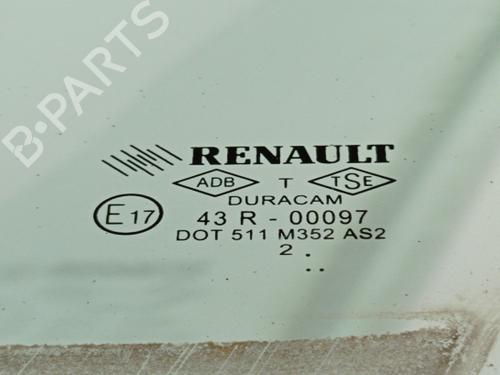 B-PARTS
RENAULT
ADB T TSE
DURACAM
E17 43 R - 00097
DOT 511 M352 AS2
2 . ..